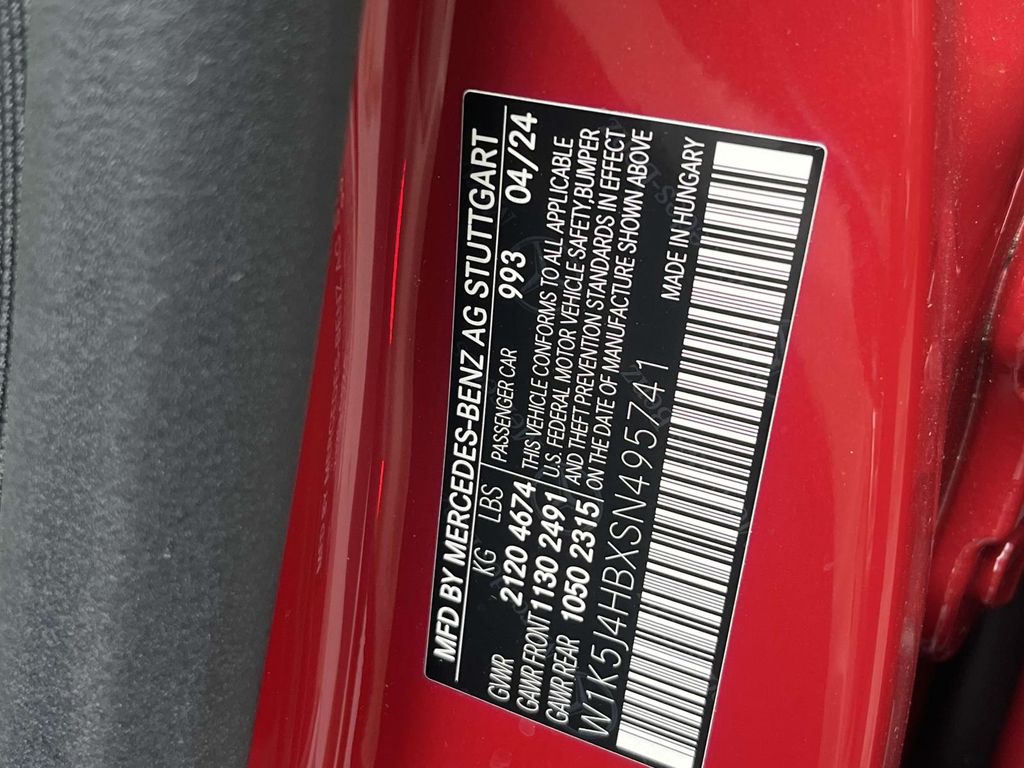 MFD BY MERCEDES-BENZ AG STUTTGART
KG LBS PASSENGER CAR 993 04/24
GVWR 2120 4674 THIS VEHICLE CONFORMS TO ALL APPLICABLE
GAWR FRONT 1130 2491 U.S. FEDERAL MOTOR VEHICLE SAFETY,BUMPER
GAWR REAR 1050 2315 AND THEFT PREVENTION STANDARDS IN EFFECT
ON THE DATE OF MANUFACTURE SHOWN ABOVE
MADE IN HUNGARY
W1K5J4HBXSN495741